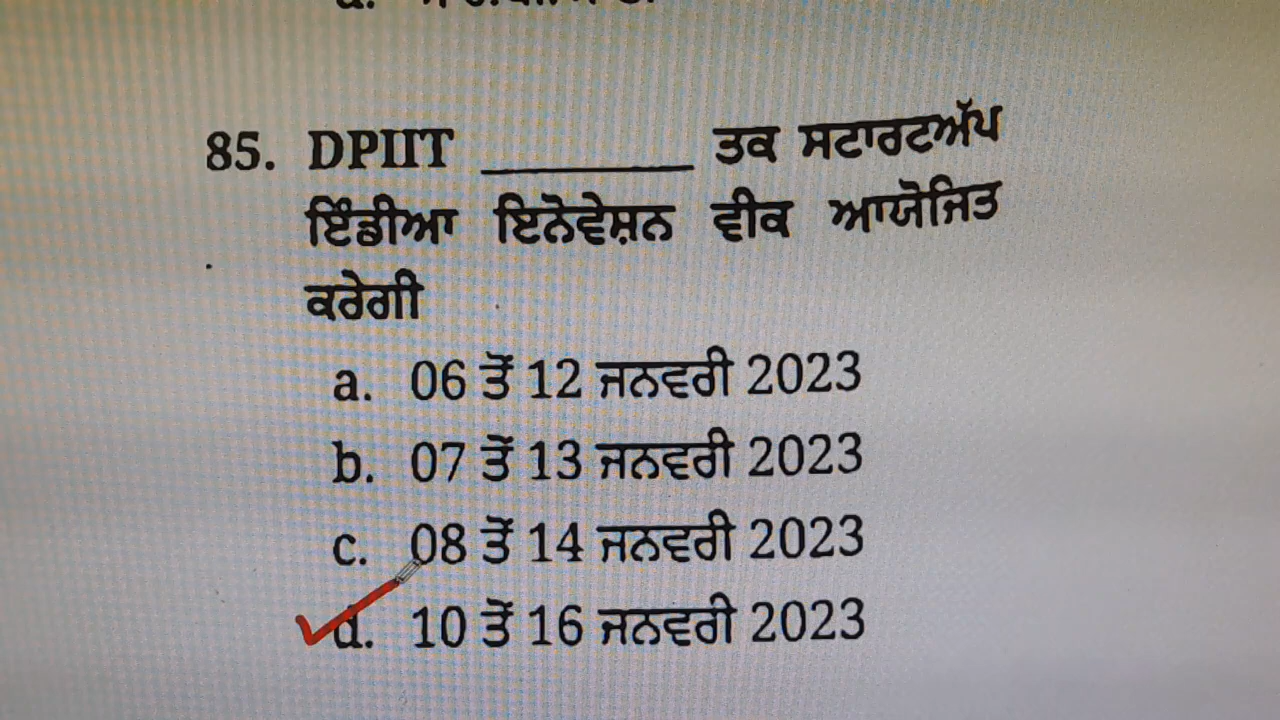 85. DPIIT ________ ਤਕ ਸਟਾਰਟਅੱਪ
ਇੰਡੀਆ ਇਨੋਵੇਸ਼ਨ ਵੀਕ ਆਯੋਜਿਤ
ਕਰੇਗੀ
a. 06 ਤੋਂ 12 ਜਨਵਰੀ 2023
b. 07 ਤੋਂ 13 ਜਨਵਰੀ 2023
c. 08 ਤੋਂ 14 ਜਨਵਰੀ 2023
d. 10 ਤੋਂ 16 ਜਨਵਰੀ 2023